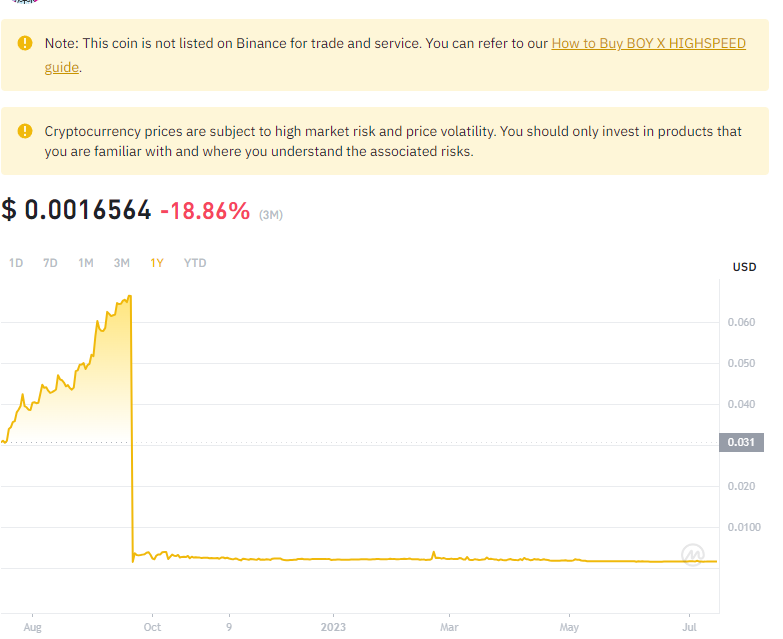 Note: This coin is not listed on Binance for trade and service. You can refer to our How to Buy BOY X HIGHSPEED
guide.
Cryptocurrency prices are subject to high market risk and price volatility. You should only invest in products that
you are familiar with and where you understand the associated risks.
$ 0.0016564 -18.86% (3M)
1D 7D 1M 3M 1Y YTD
USD
0.060
0.050
0.040
0.031
0.020
0.0100
Aug Oct 9 2023 Mar May Jul